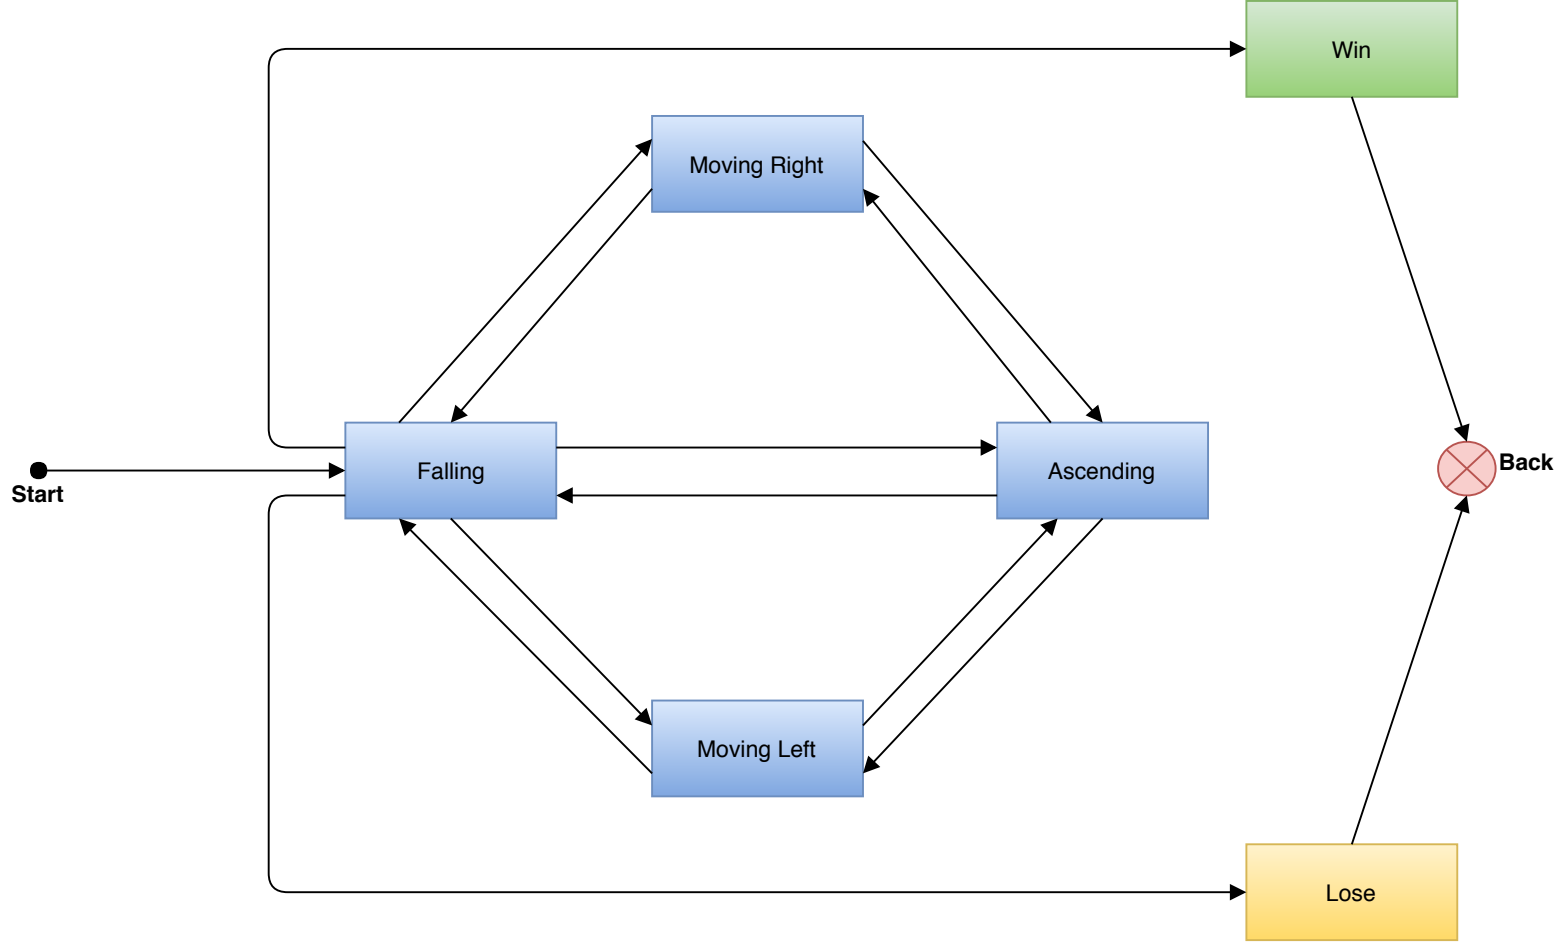 Win
Moving Right
Falling
Ascending
Back
Start
Moving Left
Lose